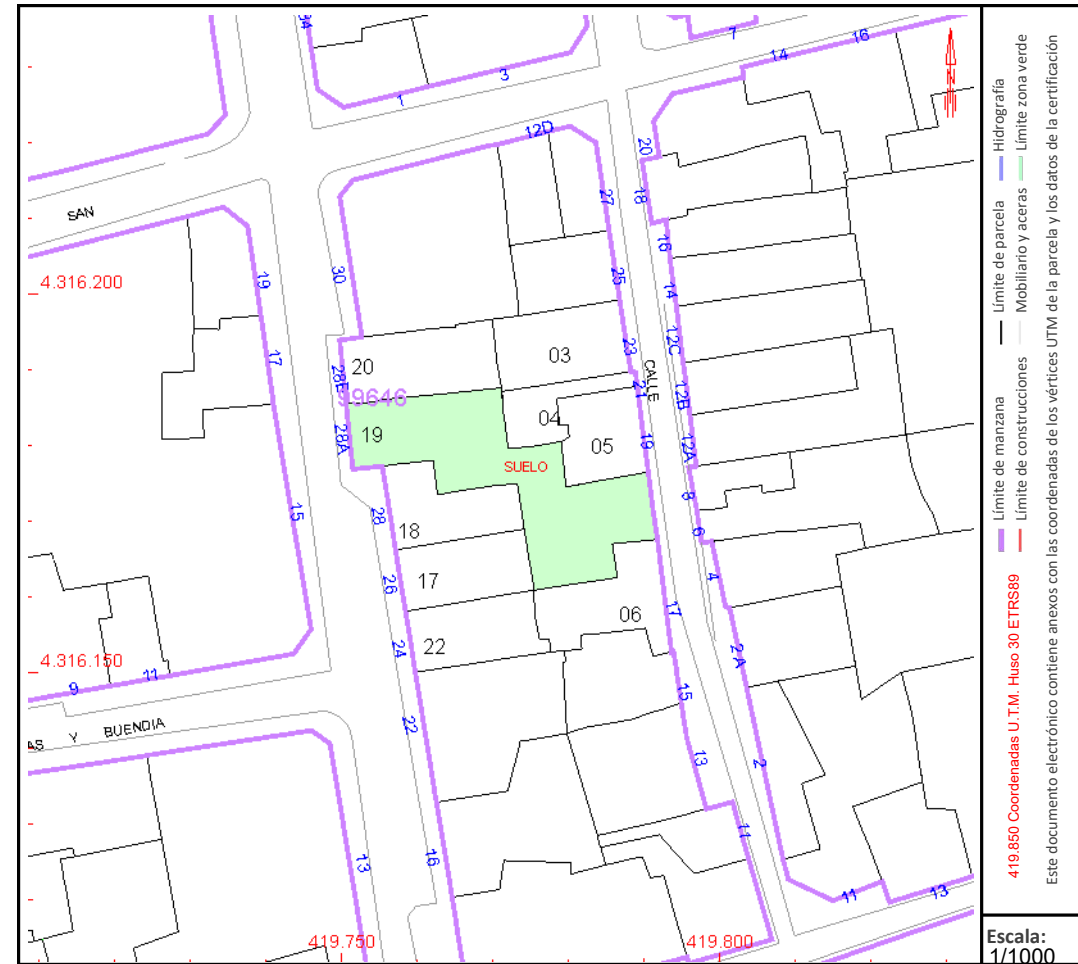 34
7
14
16
3
1
12D
20
SAN
27
18
16
19
30
25
14
4.316.200
17
23
12C
03
20
28E
CALLE
21
12B
99646
04
19
28A
05
19
12A
SUELO
8
15
28
18
6
17
26
4
06
17
22
24
2 A
4.316.150
9
11
15
AS Y BUENDIA
22
13
2
11
16
13
11
13
419.750
419.800
N
Hidrografía
Límite zona verde
Límite de parcela
Mobiliario y aceras
Límite de manzana
Límite de construcciones
419.850 Coordenadas U.T.M. Huso 30 ETRS89
Este documento electrónico contiene anexos con las coordenadas de los vértices UTM de la parcela y los datos de la certificación
Escala:
1/1000